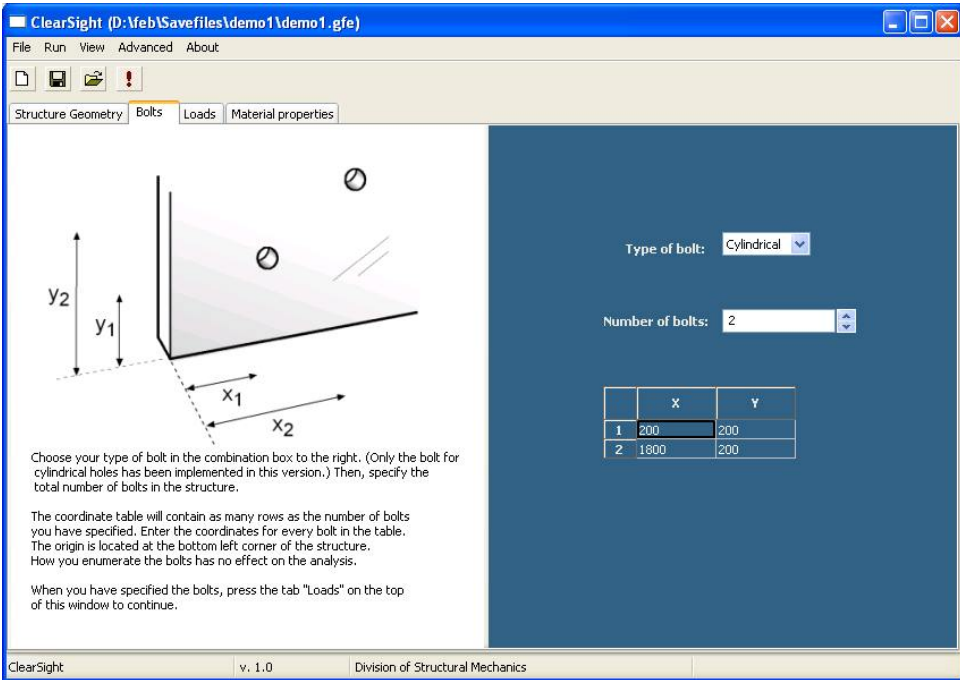 ClearSight (D:\feb\Savefiles\demo1\demo1.gfe)
File Run View Advanced About
Structure Geometry Bolts Loads Material properties
y2
y1
x1
x2
Choose your type of bolt in the combination box to the right. (Only the bolt for
cylindrical holes has been implemented in this version.) Then, specify the
total number of bolts in the structure.
The coordinate table will contain as many rows as the number of bolts
you have specified. Enter the coordinates for every bolt in the table.
The origin is located at the bottom left corner of the structure.
How you enumerate the bolts has no effect on the analysis.
When you have specified the bolts, press the tab "Loads" on the top
of this window to continue.
Type of bolt: Cylindrical
Number of bolts: 2
X Y
1 200 200
2 1800 200
ClearSight v. 1.0 Division of Structural Mechanics